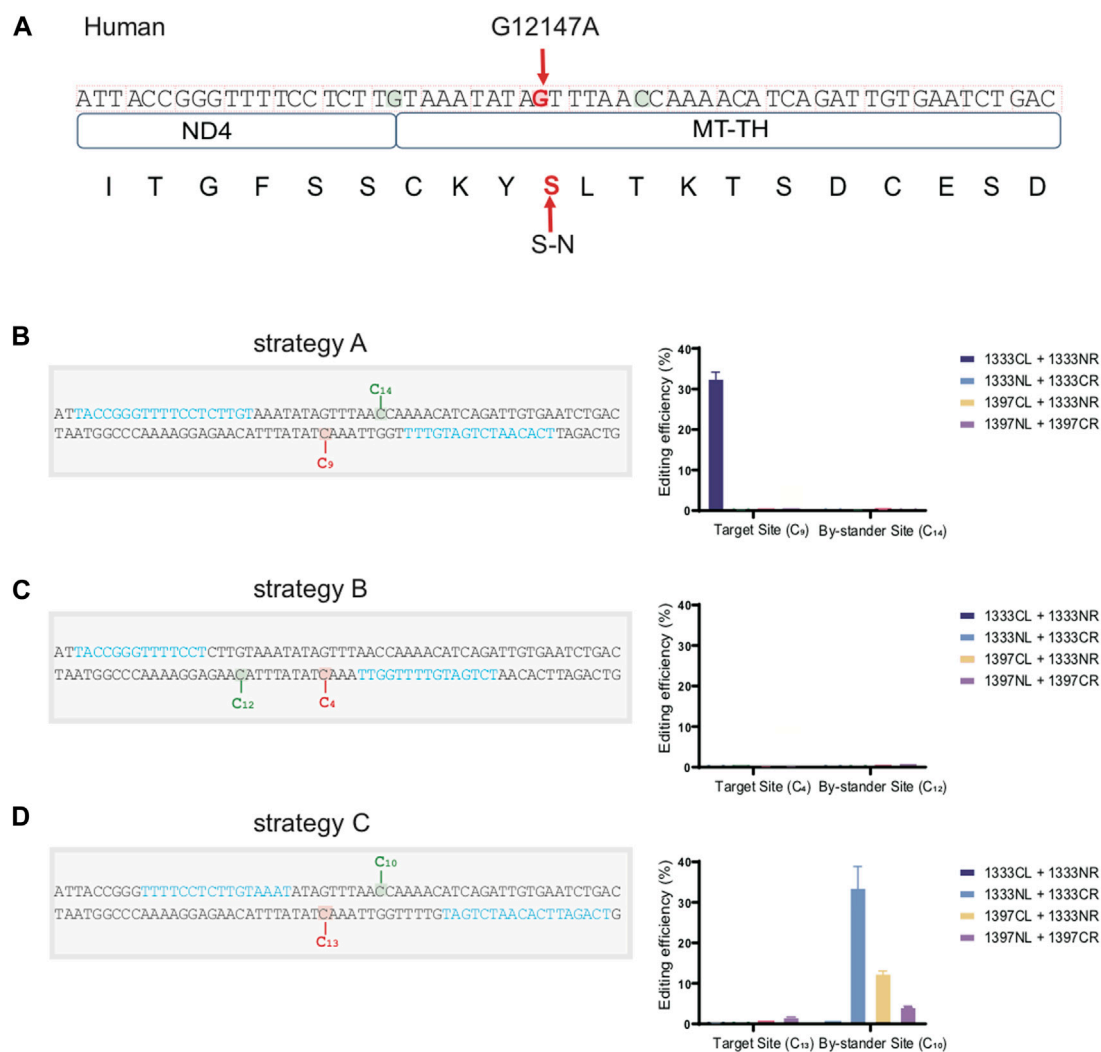 A
Human
G12147A
ATTACCGGGTTTTCCTCTTGTAAATATAGTTTAACCAAAACATCAGATTGTGAATCTGAC
ND4
MT-TH
I T G F S S C K Y S L T K T S D C E S D
S-N
B
strategy A
C₁₄
ATTACCGGGTTTTCCTCTTGTAAATATAGTTTAACCAAAACATCAGATTGTGAATCTGAC
TAATGGCCCAAAAGGAGAACATTTATATCAAATTGGTTTTGTAGTCTAACACTTAGACTG
C₉
Editing efficiency (%)
40
30
20
10
0
Target Site (C₉) By-stander Site (C₁₄)
1333CL + 1333NR
1333NL + 1333CR
1397CL + 1333NR
1397NL + 1397CR
C
strategy B
ATTACCGGGTTTTCCTCTTGTAAATATAGTTTAACCAAAACATCAGATTGTGAATCTGAC
TAATGGCCCAAAAGGAGAACATTTATATCAAATTGGTTTTGTAGTCTAACACTTAGACTG
C₁₂
C₄
Editing efficiency (%)
40
30
20
10
0
Target Site (C₄) By-stander Site (C₁₂)
1333CL + 1333NR
1333NL + 1333CR
1397CL + 1333NR
1397NL + 1397CR
D
strategy C
C₁₀
ATTACCGGGTTTTCCTCTTGTAAATATAGTTTAACCAAAACATCAGATTGTGAATCTGAC
TAATGGCCCAAAAGGAGAACATTTATATCAAATTGGTTTTGTAGTCTAACACTTAGACTG
C₁₃
Editing efficiency (%)
40
30
20
10
0
Target Site (C₁₃) By-stander Site (C₁₀)
1333CL + 1333NR
1333NL + 1333CR
1397CL + 1333NR
1397NL + 1397CR